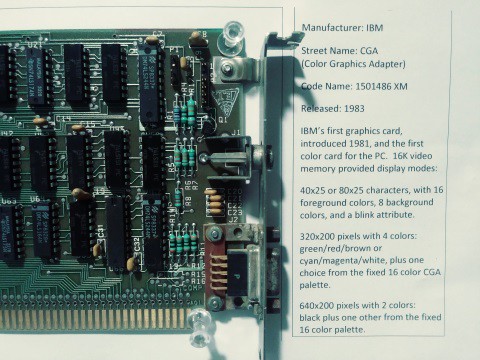 Manufacturer: IBM
Street Name: CGA
(Color Graphics Adapter)
Code Name: 1501486 XM
Released: 1983
IBM's first graphics card,
introduced 1981, and the first
color card for the PC.  16K video
memory provided display modes:
40x25 or 80x25 characters, with 16
foreground colors, 8 background
colors, and a blink attribute.
320x200 pixels with 4 colors:
green/red/brown or
cyan/magenta/white, plus one
choice from the fixed 16 color CGA
palette.
640x200 pixels with 2 colors:
black plus one other from the fixed
16 color palette.